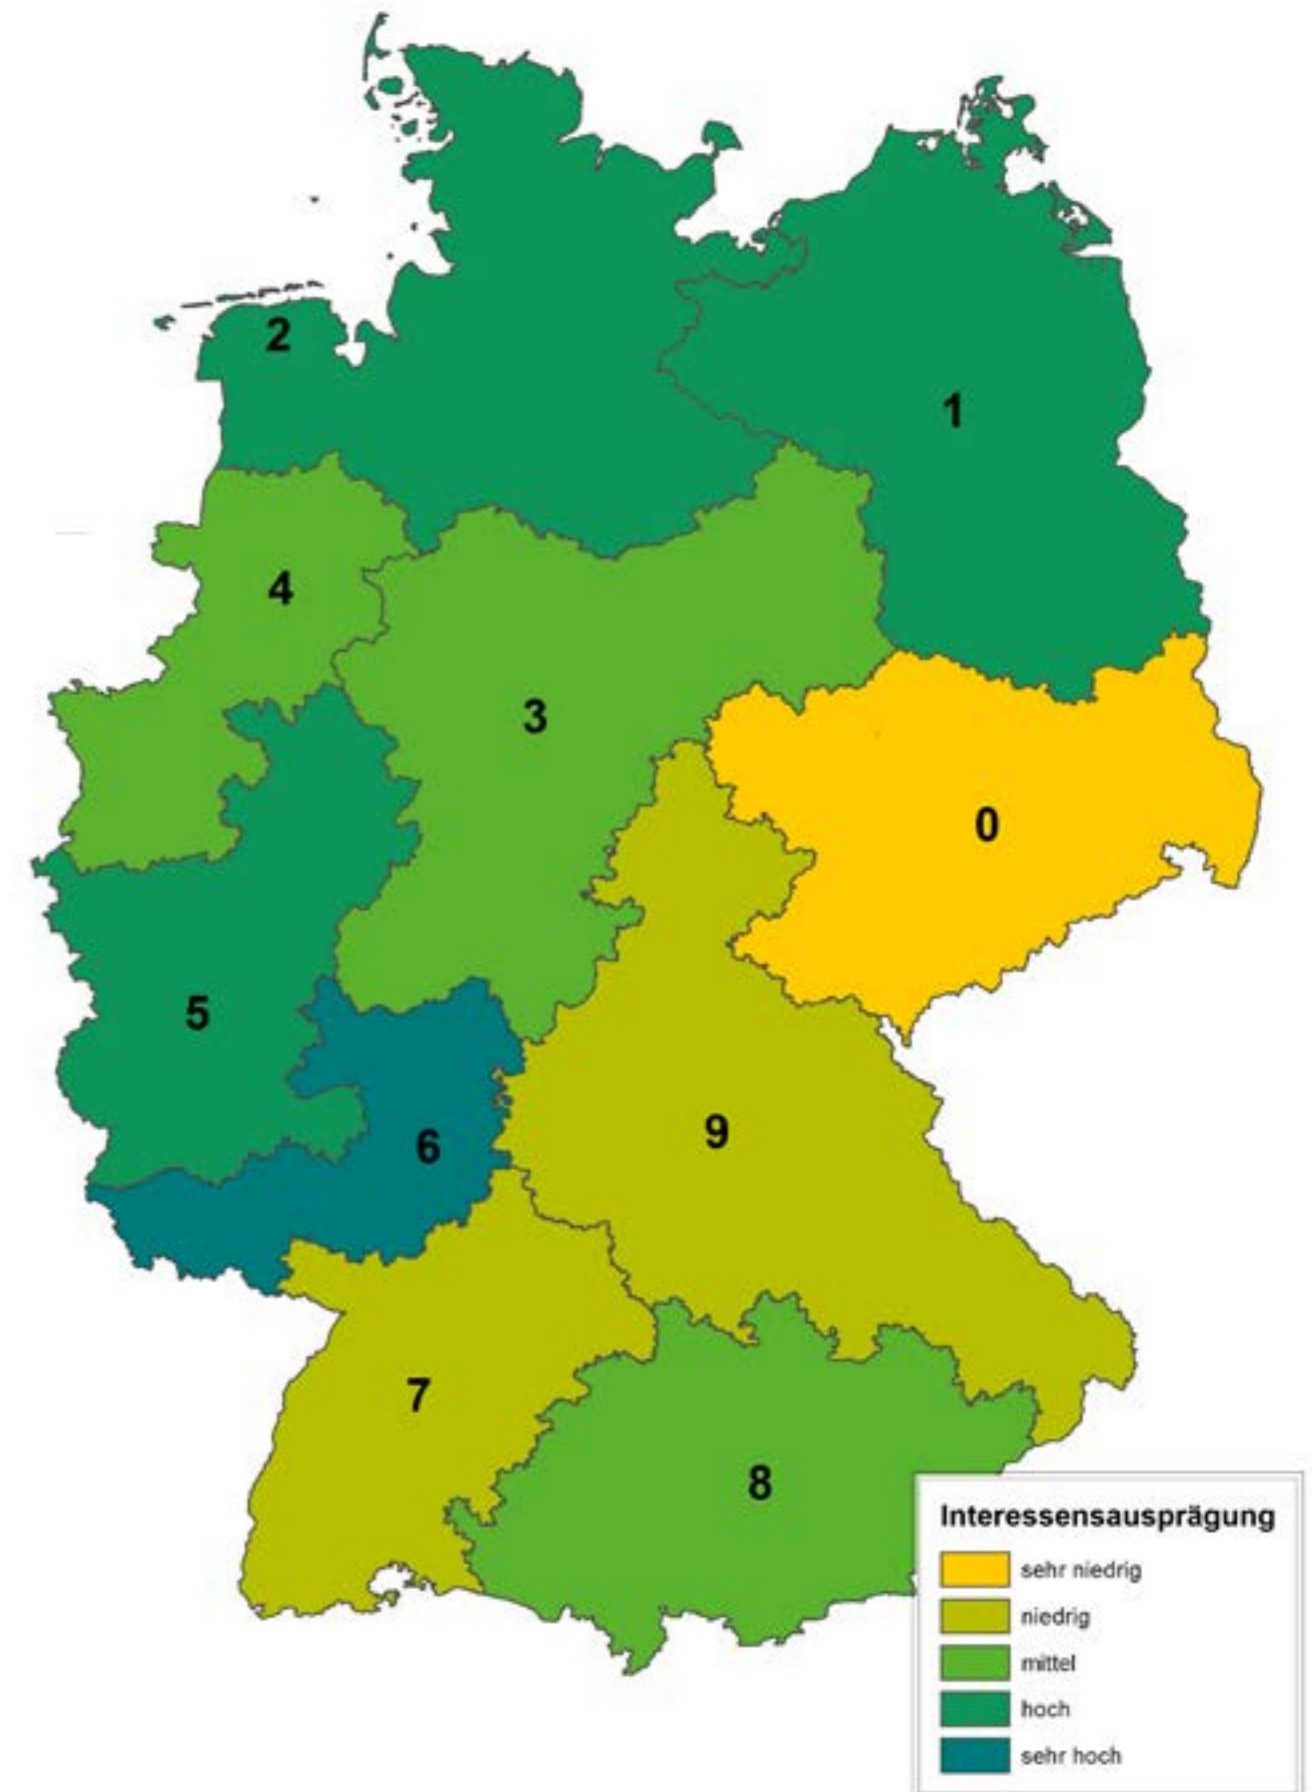 2
1
4
3
0
5
6
9
7
8
Interessensausprägung
sehr niedrig
niedrig
mittel
hoch
sehr hoch